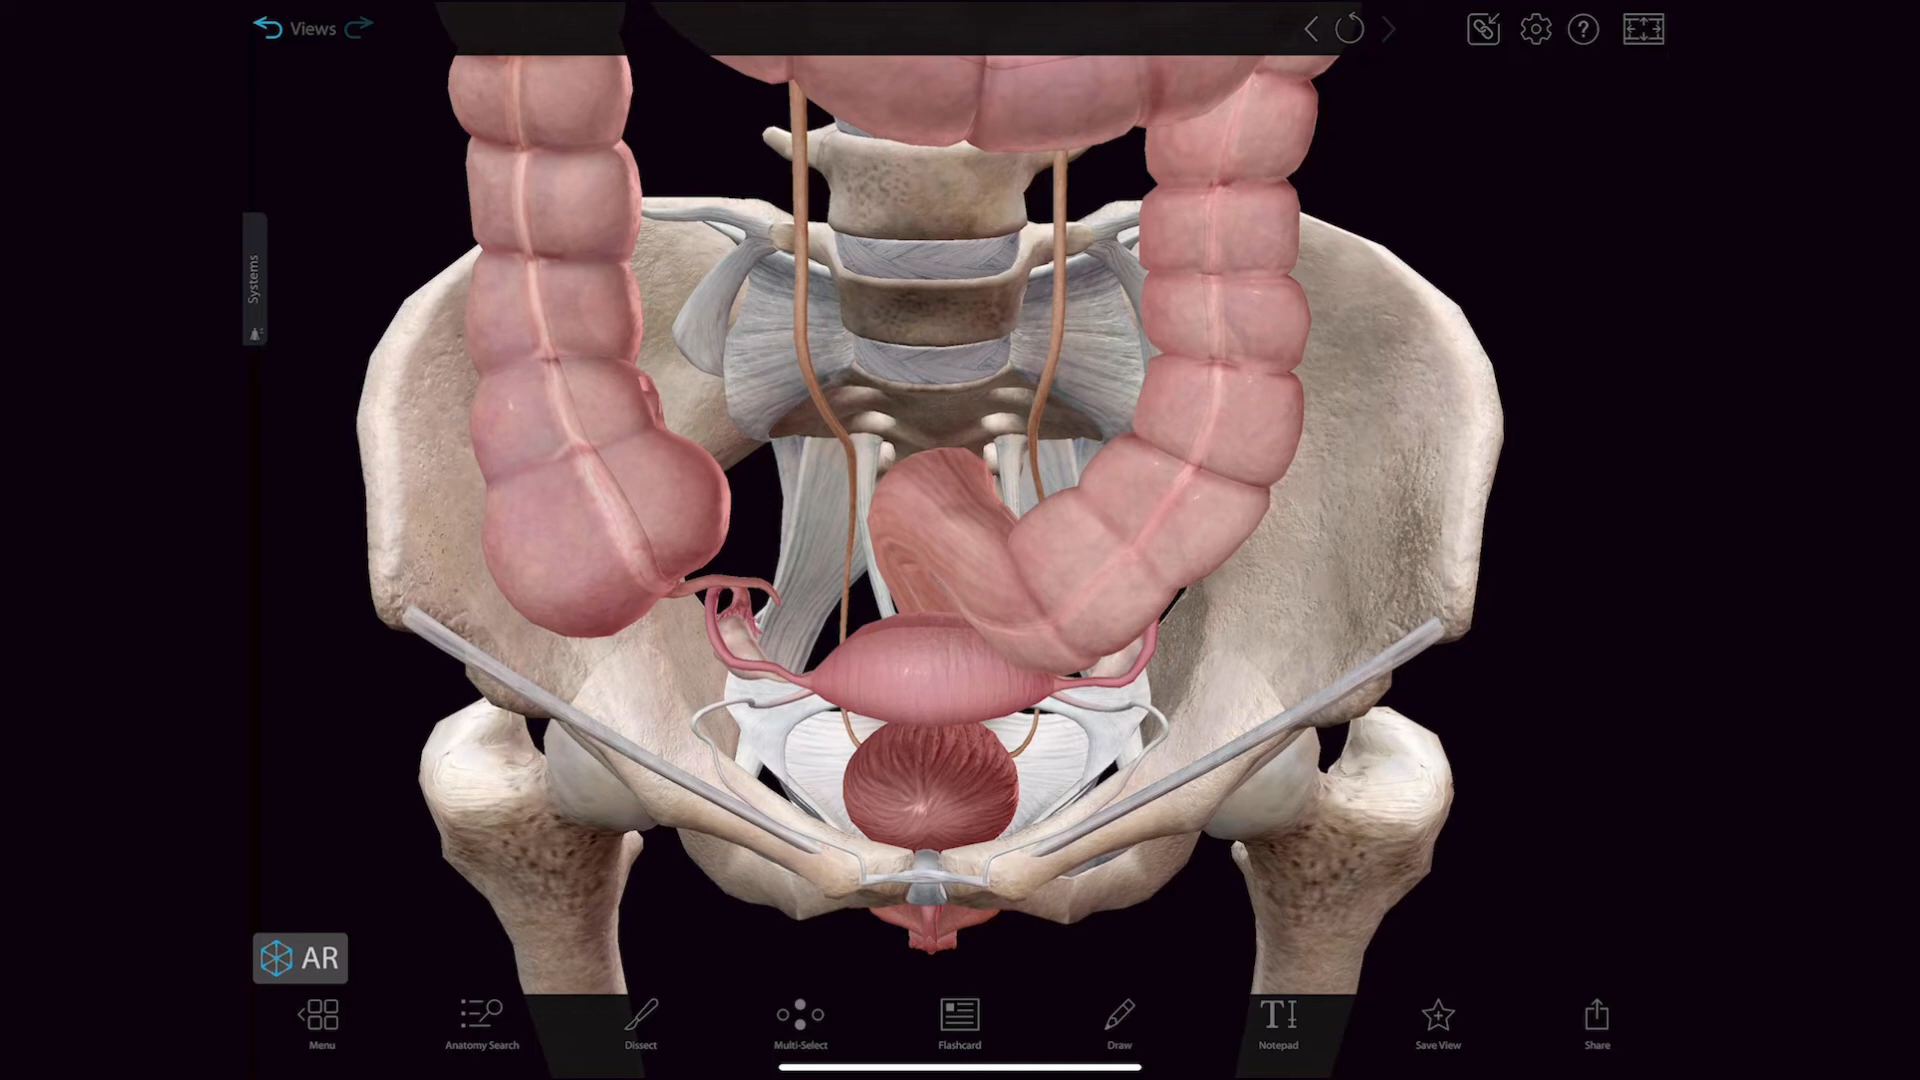 Views
?
Systems
AR
Menu
Anatomy Search
Dissect
Multi-Select
Flashcard
Draw
Notepad
Save View
Share